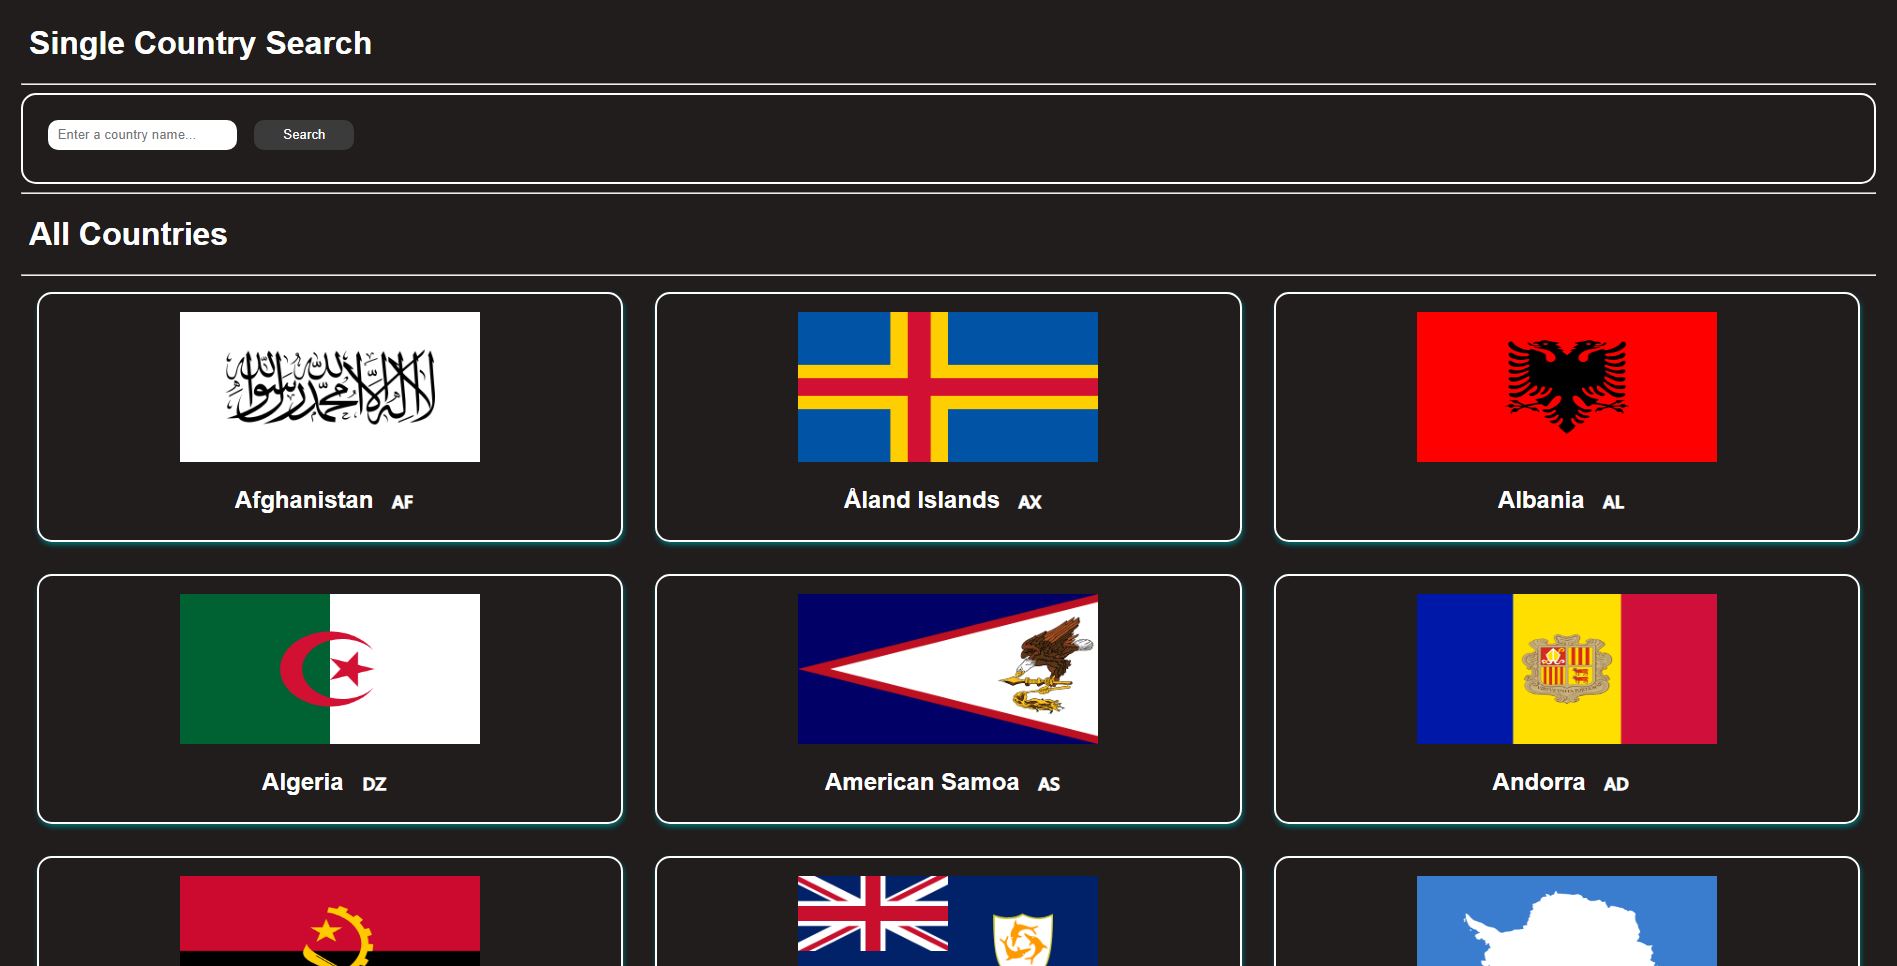 Single Country Search
Enter a country name...
Search
All Countries
لا إله إلا الله محمد رسول الله
Afghanistan AF
Åland Islands AX
Albania AL
Algeria DZ
American Samoa AS
Andorra AD